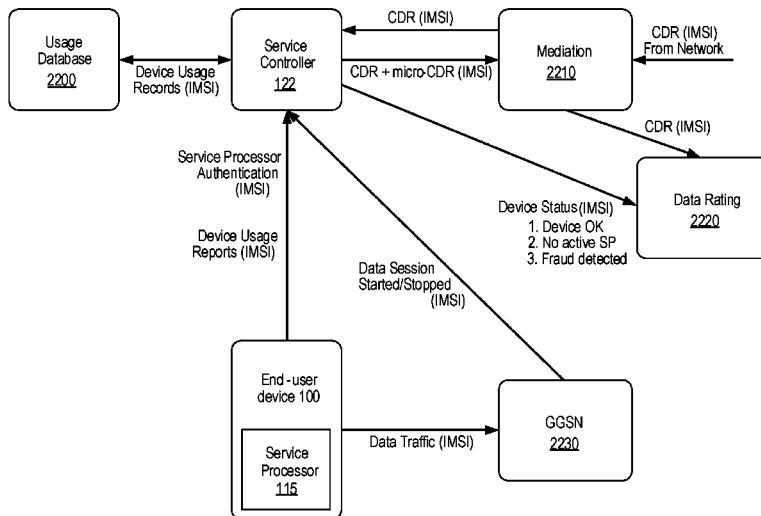 Usage
Database
2200
Device Usage
Records (IMSI)
Service
Controller
122
CDR (IMSI)
CDR + micro-CDR (IMSI)
Mediation
2210
CDR (IMSI)
From Network
CDR (IMSI)
Data Rating
2220
Device Status (IMSI)
1. Device OK
2. No active SP
3. Fraud detected
Service Processor
Authentication
(IMSI)
Device Usage
Reports (IMSI)
Data Session
Started/Stopped
(IMSI)
End-user
device 100
Service
Processor
115
Data Traffic (IMSI)
GGSN
2230